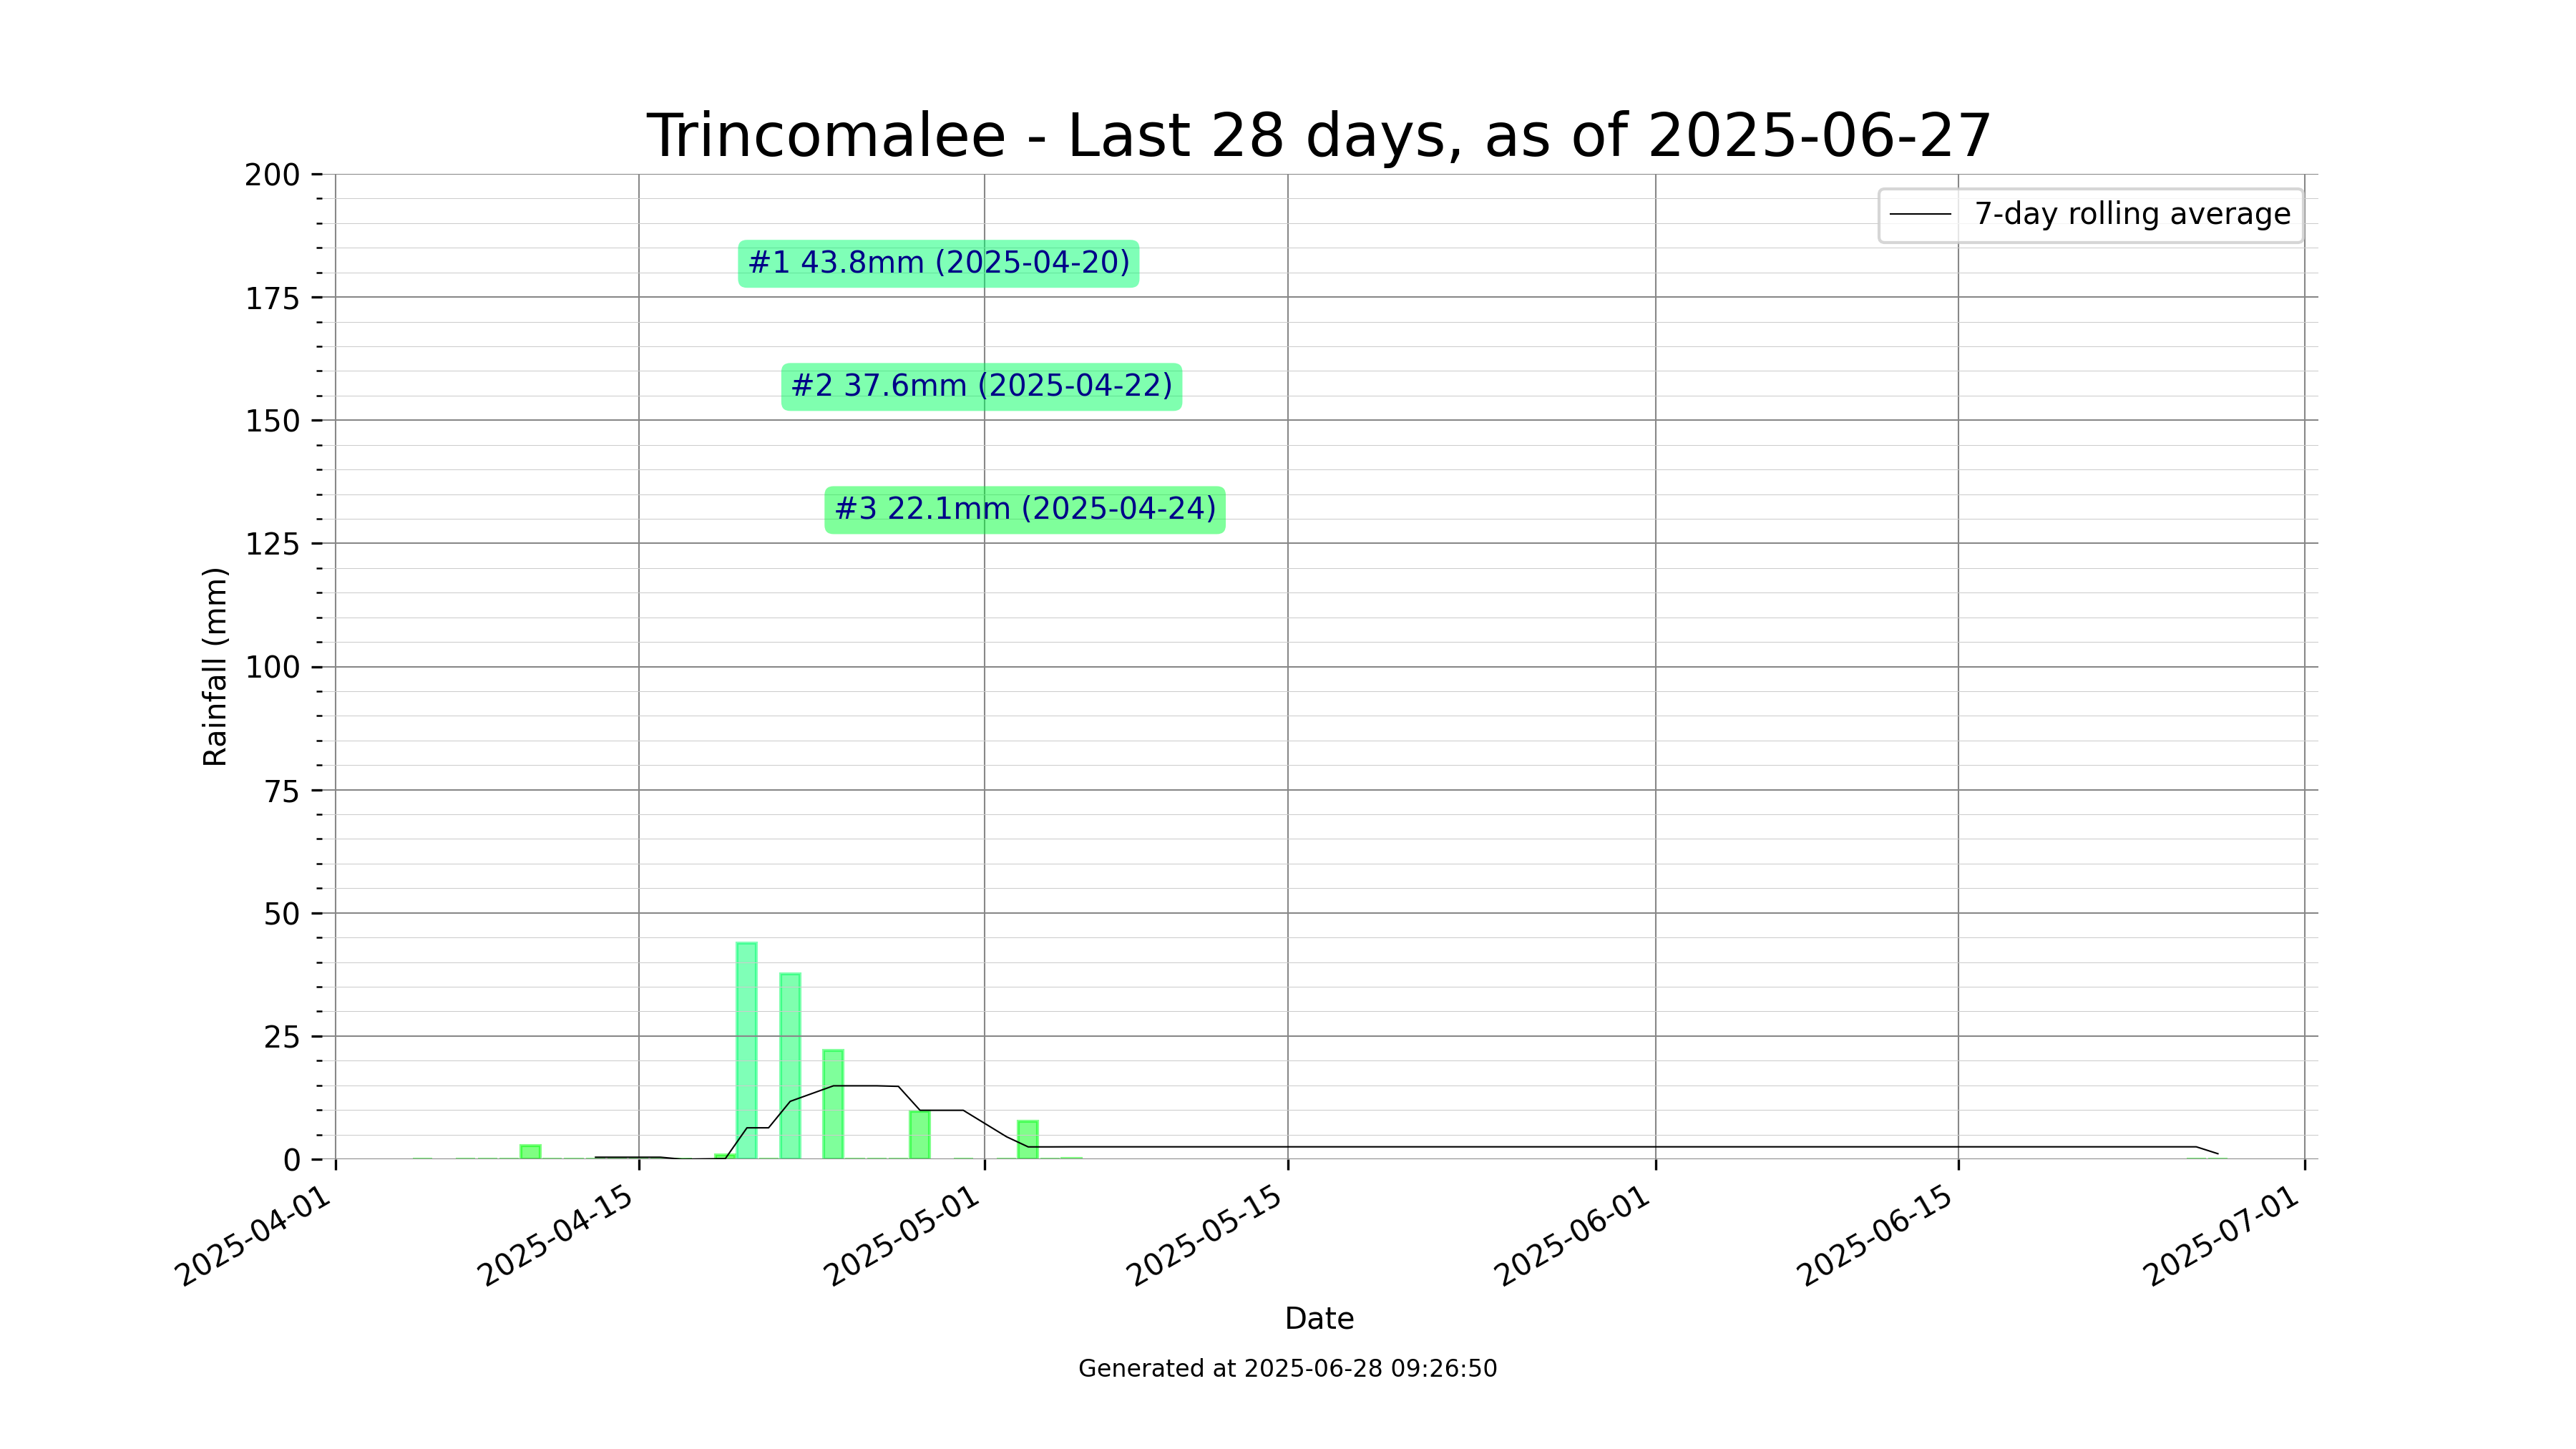 Trincomalee - Last 28 days, as of 2025-06-27
200
175
150
125
100
75
50
25
0
Rainfall (mm)
7-day rolling average
#1 43.8mm (2025-04-20)
#2 37.6mm (2025-04-22)
#3 22.1mm (2025-04-24)
2025-04-01
2025-04-15
2025-05-01
2025-05-15
2025-06-01
2025-06-15
2025-07-01
Date
Generated at 2025-06-28 09:26:50